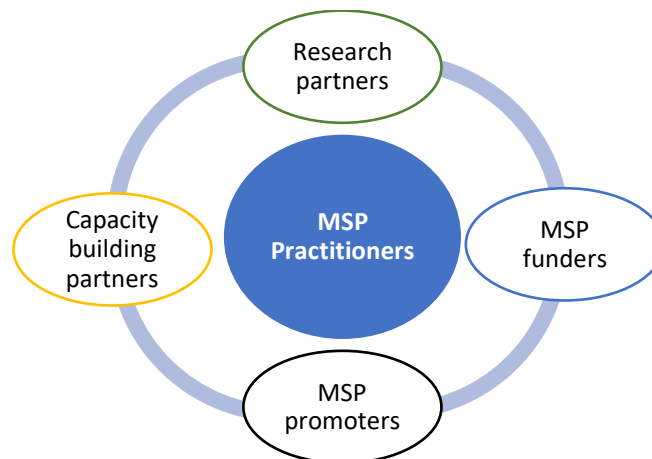 Research
partners
Capacity
building
partners
MSP
Practitioners
MSP
funders
MSP
promoters